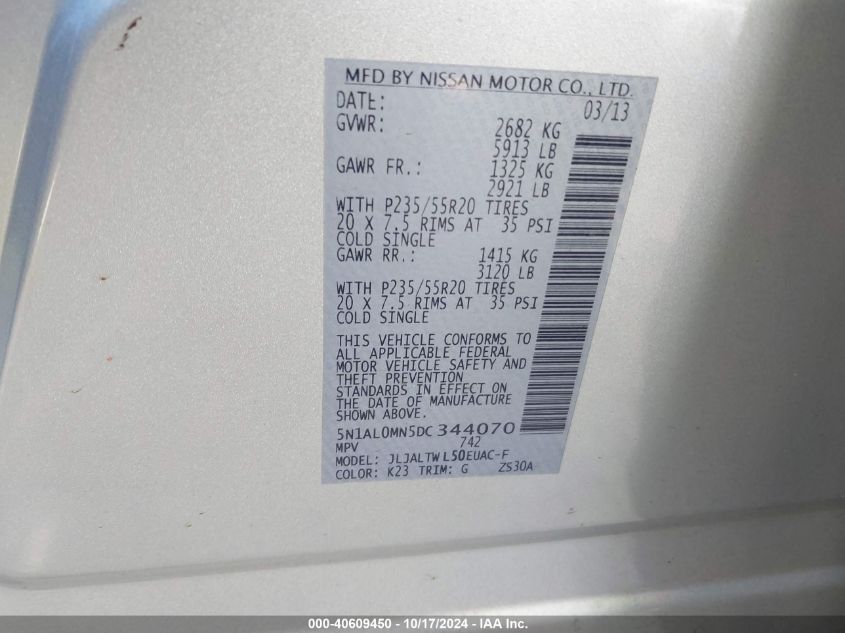 MFD BY NISSAN MOTOR CO., LTD.
DATE: 03/13
GVWR: 2682 KG
5913 LB
GAWR FR.: 1325 KG
2921 LB
WITH P235/55R20 TIRES
20 X 7.5 RIMS AT 35 PSI
COLD SINGLE
GAWR RR.: 1415 KG
3120 LB
WITH P235/55R20 TIRES
20 X 7.5 RIMS AT 35 PSI
COLD SINGLE
THIS VEHICLE CONFORMS TO
ALL APPLICABLE FEDERAL
MOTOR VEHICLE SAFETY AND
THEFT PREVENTION
STANDARDS IN EFFECT ON
THE DATE OF MANUFACTURE
SHOWN ABOVE.
5N1AL0MN5DC344070
MPV 742
MODEL: JLJALTWL50EUAC-F
COLOR: K23 TRIM: G ZS30A
000-40609450 - 10/17/2024 - IAA Inc.